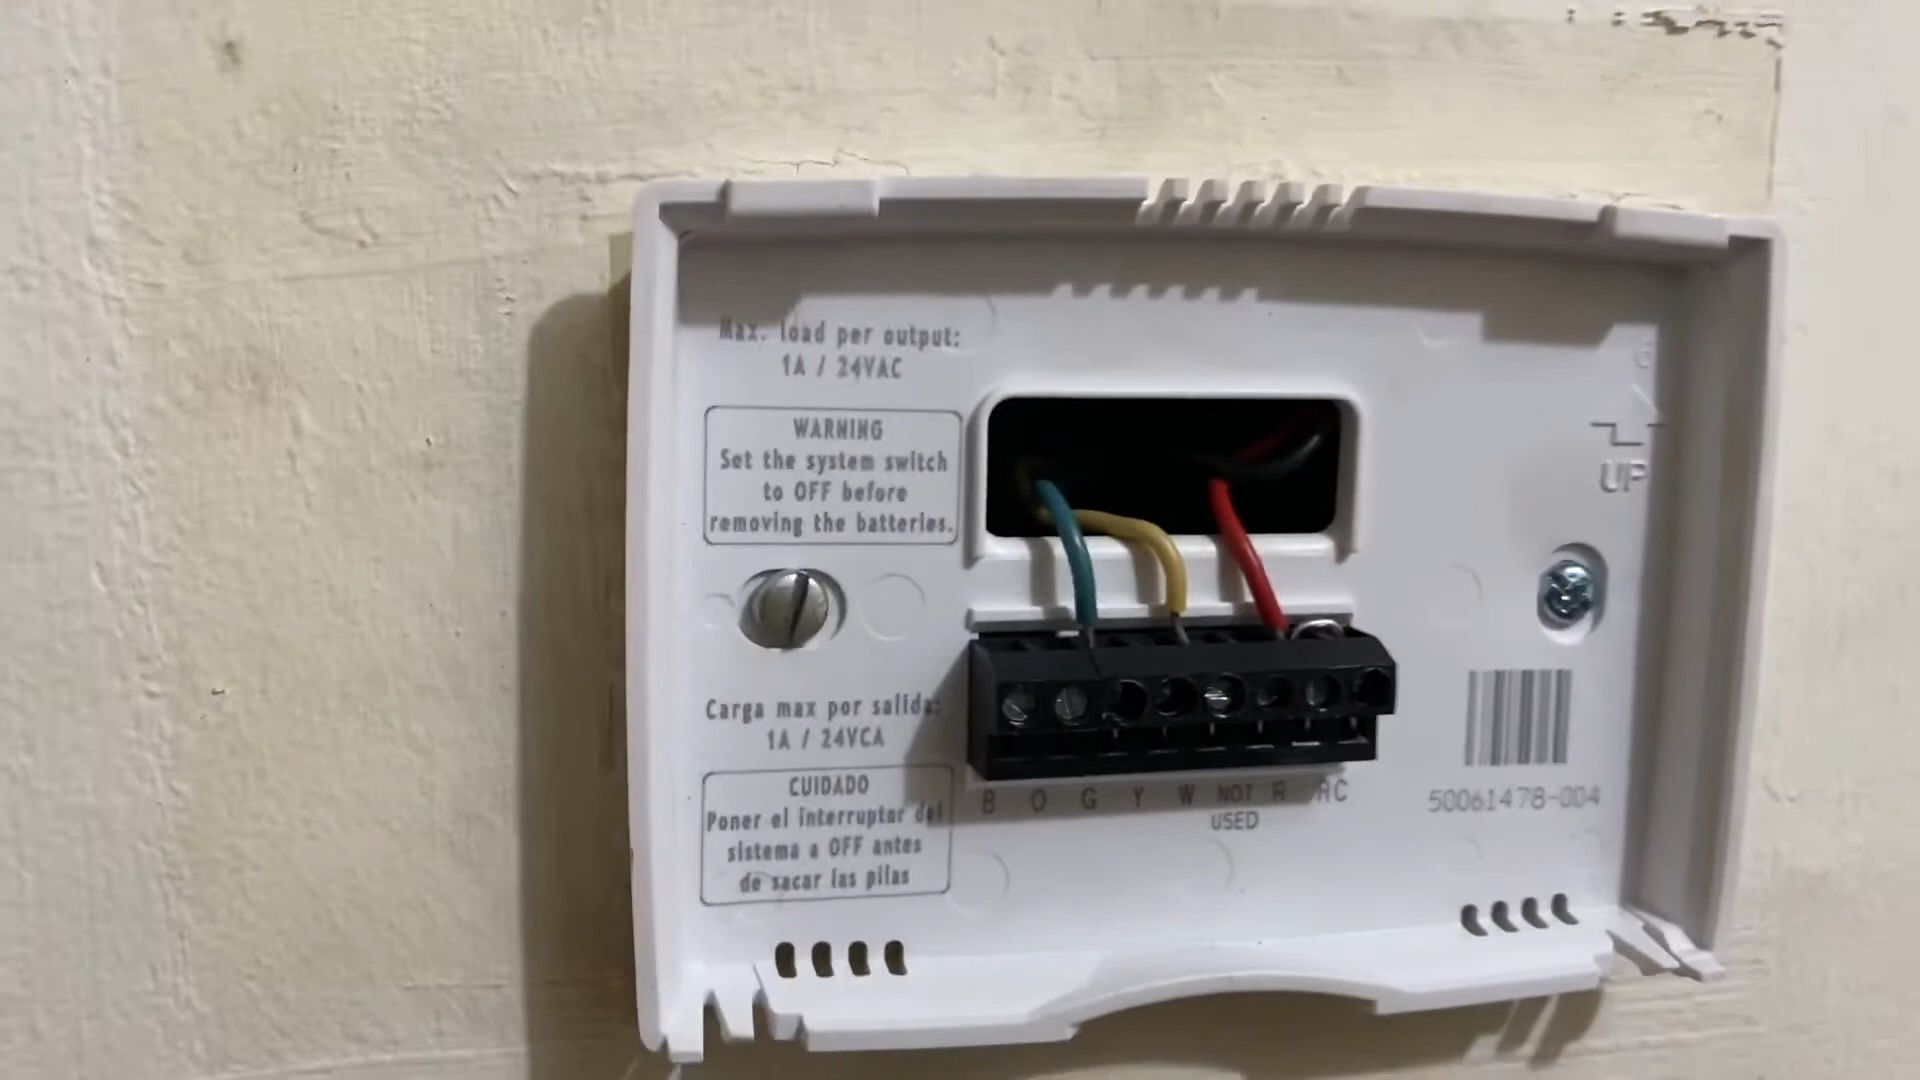 Max. load per output:
1A / 24VAC
WARNING
Set the system switch
to OFF before
removing the batteries.
UP
Carga max por salida:
1A / 24VCA
CUIDADO
Poner el interruptor del
sistema a OFF antes
de sacar las pilas
B O G Y W NOT USED R RC
50061478-004